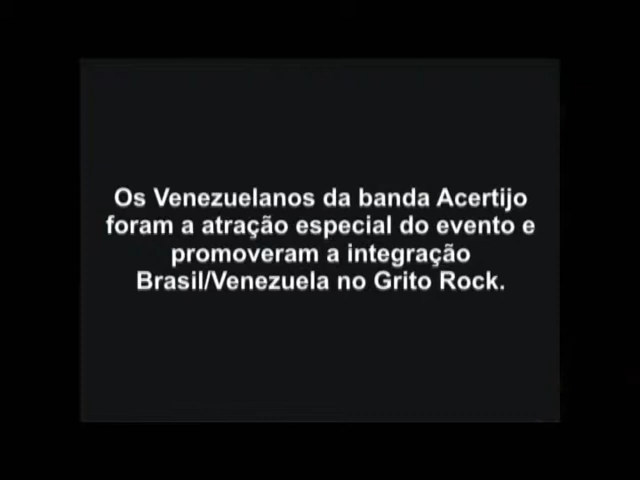 Os Venezuelanos da banda Acertijo
foram a atração especial do evento e
promoveram a integração
Brasil/Venezuela no Grito Rock.